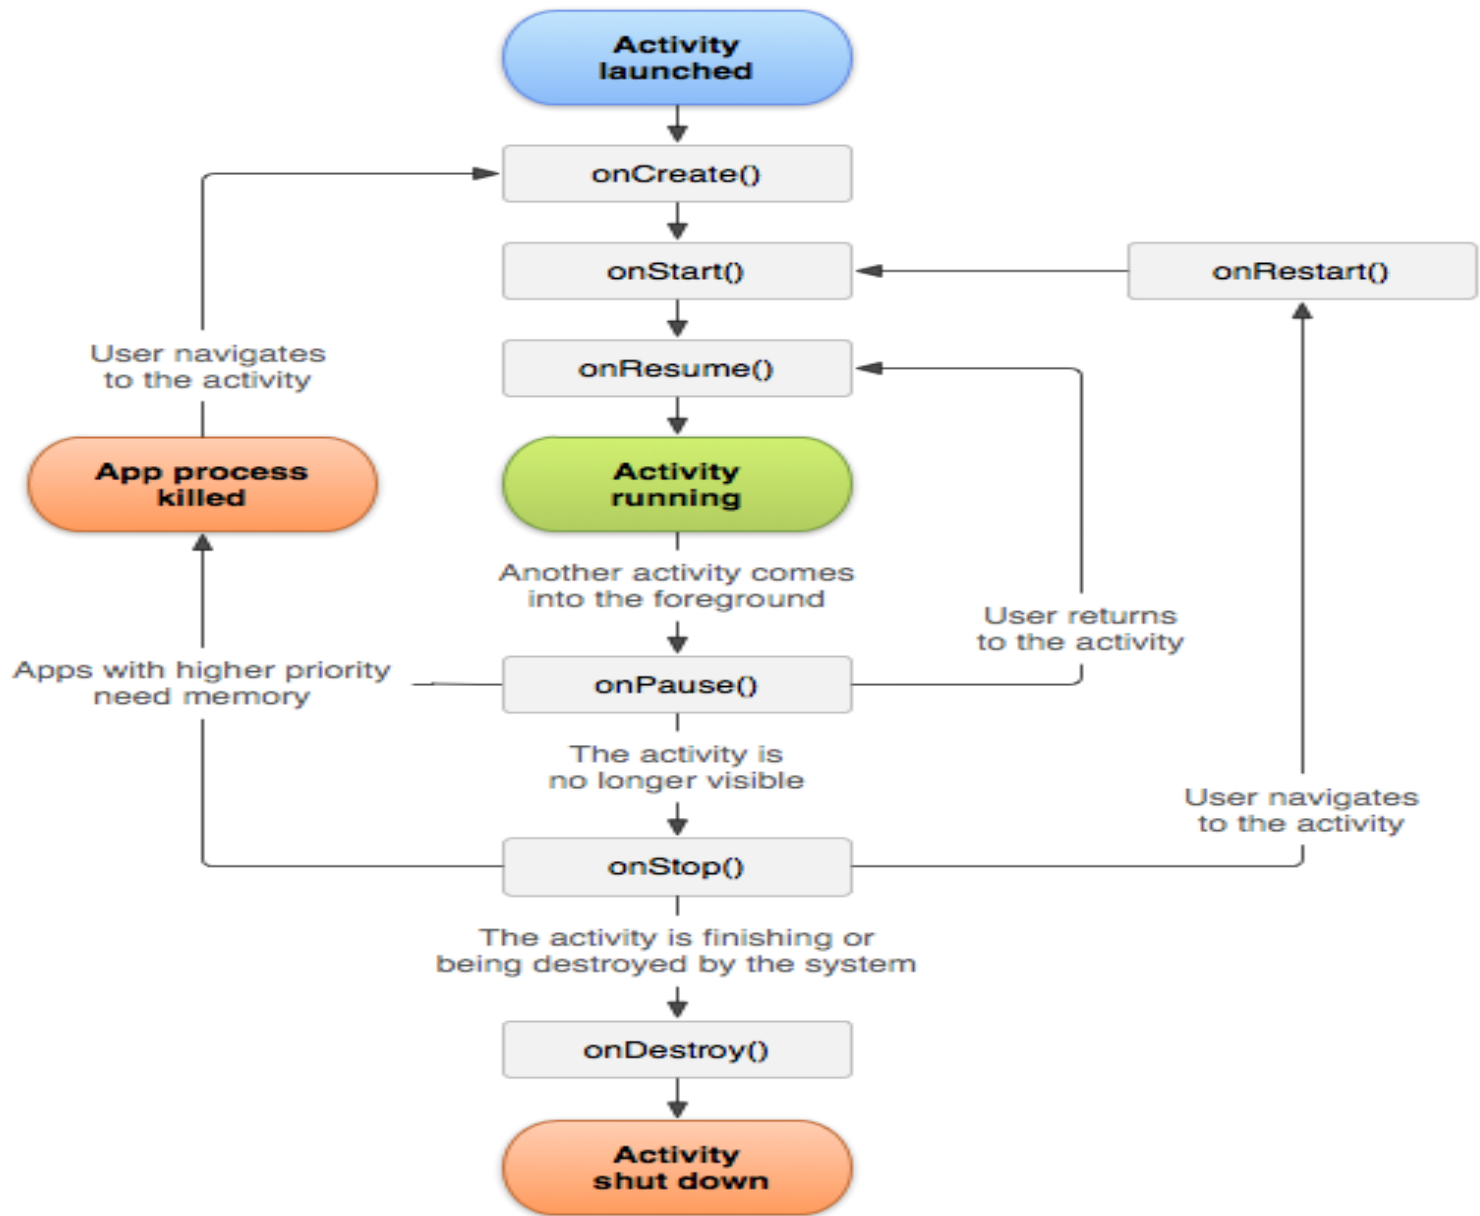 Activity
launched
onCreate()
onStart()
onRestart()
User navigates
to the activity
onResume()
App process
killed
Activity
running
Another activity comes
into the foreground
User returns
to the activity
Apps with higher priority
need memory
onPause()
The activity is
no longer visible
User navigates
to the activity
onStop()
The activity is finishing or
being destroyed by the system
onDestroy()
Activity
shut down